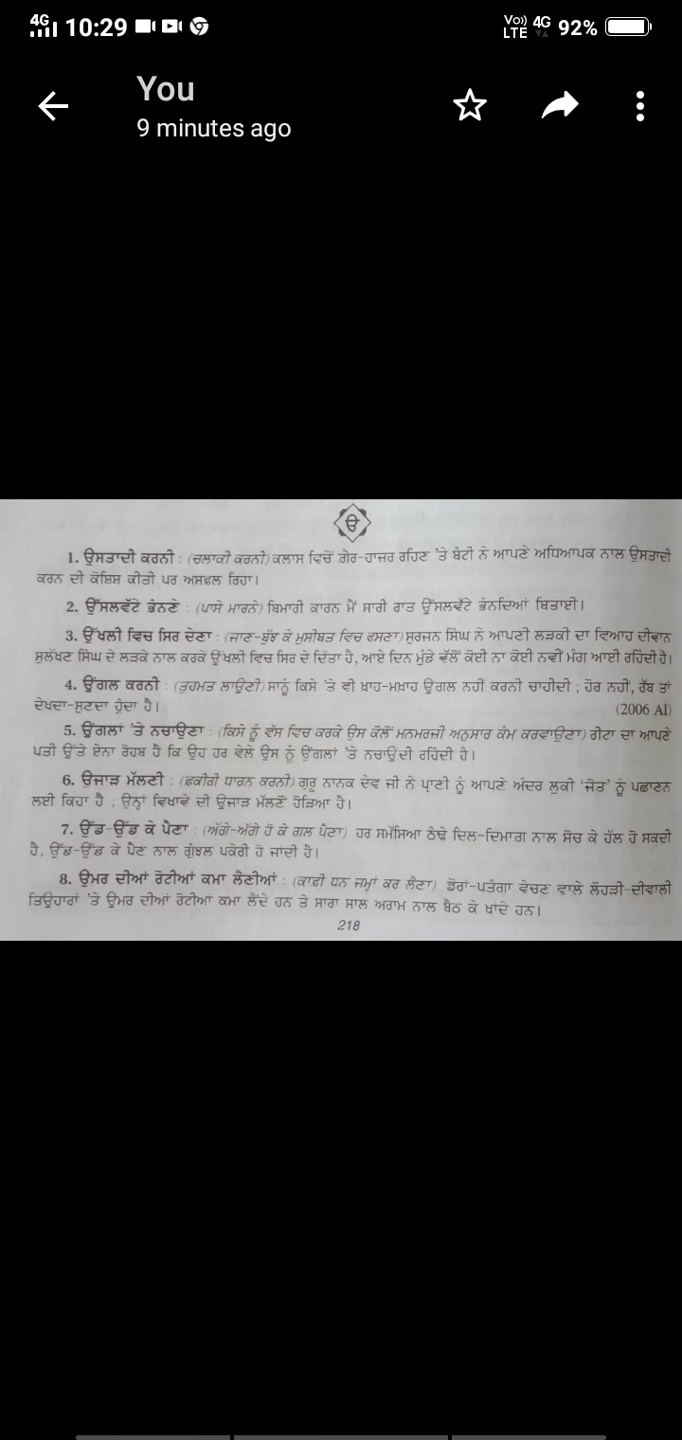 4G 10:29 Vo)) LTE 4G 92%
You
9 minutes ago
ੴ
1. ਉਸਤਾਦੀ ਕਰਨੀ : (ਚਲਾਕੀ ਕਰਨੀ) ਕਲਾਸ ਵਿਚੋਂ ਗ਼ੈਰ-ਹਾਜ਼ਰ ਰਹਿਣ 'ਤੇ ਬੰਟੀ ਨੇ ਆਪਣੇ ਅਧਿਆਪਕ ਨਾਲ ਉਸਤਾਦੀ
ਕਰਨ ਦੀ ਕੋਸ਼ਿਸ਼ ਕੀਤੀ ਪਰ ਅਸਫਲ ਰਿਹਾ।
2. ਉੱਸਲਵੱਟੇ ਭੰਨਣੇ : (ਪਾਸੇ ਮਾਰਨੇ) ਬਿਮਾਰੀ ਕਾਰਨ ਮੈਂ ਸਾਰੀ ਰਾਤ ਉੱਸਲਵੱਟੇ ਭੰਨਦਿਆਂ ਬਿਤਾਈ।
3. ਉੱਖਲੀ ਵਿਚ ਸਿਰ ਦੇਣਾ : (ਜਾਣ-ਬੁੱਝ ਕੇ ਮੁਸੀਬਤ ਵਿਚ ਫਸਣਾ) ਸੁਰਜਨ ਸਿੰਘ ਨੇ ਆਪਣੀ ਲੜਕੀ ਦਾ ਵਿਆਹ ਦੀਵਾਨ
ਸੁਲੱਖਣ ਸਿੰਘ ਦੇ ਲੜਕੇ ਨਾਲ ਕਰਕੇ ਉੱਖਲੀ ਵਿਚ ਸਿਰ ਦੇ ਦਿੱਤਾ ਹੈ, ਆਏ ਦਿਨ ਮੁੰਡੇ ਵੱਲੋਂ ਕੋਈ ਨਾ ਕੋਈ ਨਵੀਂ ਮੰਗ ਆਈ ਰਹਿੰਦੀ ਹੈ।
4. ਉਂਗਲ ਕਰਨੀ : (ਤੁਹਮਤ ਲਾਉਣੀ) ਸਾਨੂੰ ਕਿਸੇ 'ਤੇ ਵੀ ਖ਼ਾਹ-ਮਖ਼ਾਹ ਉਂਗਲ ਨਹੀਂ ਕਰਨੀ ਚਾਹੀਦੀ ; ਹੋਰ ਨਹੀਂ, ਰੱਬ ਤਾਂ
ਦੇਖਦਾ-ਸੁਣਦਾ ਹੁੰਦਾ ਹੈ। (2006 AI)
5. ਉਂਗਲਾਂ 'ਤੇ ਨਚਾਉਣਾ : (ਕਿਸੇ ਨੂੰ ਵੱਸ ਵਿਚ ਕਰਕੇ ਉਸ ਕੋਲੋਂ ਮਨਮਰਜ਼ੀ ਅਨੁਸਾਰ ਕੰਮ ਕਰਵਾਉਣਾ) ਰੀਟਾ ਦਾ ਆਪਣੇ
ਪਤੀ ਉੱਤੇ ਏਨਾ ਰੋਹਬ ਹੈ ਕਿ ਉਹ ਹਰ ਵੇਲੇ ਉਸ ਨੂੰ ਉਂਗਲਾਂ 'ਤੇ ਨਚਾਉਂਦੀ ਰਹਿੰਦੀ ਹੈ।
6. ਉਜਾੜ ਮੱਲਣੀ : (ਫਕੀਰੀ ਧਾਰਨ ਕਰਨੀ) ਗੁਰੂ ਨਾਨਕ ਦੇਵ ਜੀ ਨੇ ਪ੍ਰਾਣੀ ਨੂੰ ਆਪਣੇ ਅੰਦਰ ਲੁਕੀ 'ਜੋਤ' ਨੂੰ ਪਛਾਣਨ
ਲਈ ਕਿਹਾ ਹੈ ; ਉਨ੍ਹਾਂ ਵਿਖਾਵੇ ਦੀ ਉਜਾੜ ਮੱਲਣੋਂ ਹੋੜਿਆ ਹੈ।
7. ਉੱਡ-ਉੱਡ ਕੇ ਪੈਣਾ : (ਅੱਗੇ-ਅੱਗੇ ਹੋ ਕੇ ਗਲ ਪੈਣਾ) ਹਰ ਸਮੱਸਿਆ ਠੰਢੇ ਦਿਲ-ਦਿਮਾਗ ਨਾਲ ਸੋਚ ਕੇ ਹੱਲ ਹੋ ਸਕਦੀ
ਹੈ, ਉੱਡ-ਉੱਡ ਕੇ ਪੈਣ ਨਾਲ ਗੁੰਝਲ ਪਕੇਰੀ ਹੋ ਜਾਂਦੀ ਹੈ।
8. ਉਮਰ ਦੀਆਂ ਰੋਟੀਆਂ ਕਮਾ ਲੈਣੀਆਂ : (ਕਾਫੀ ਧਨ ਜਮ੍ਹਾਂ ਕਰ ਲੈਣਾ) ਡੋਰਾਂ-ਪਤੰਗਾ ਵੇਚਣ ਵਾਲੇ ਲੋਹੜੀ-ਦੀਵਾਲੀ
ਤਿਉਹਾਰਾਂ 'ਤੇ ਉਮਰ ਦੀਆਂ ਰੋਟੀਆਂ ਕਮਾ ਲੈਂਦੇ ਹਨ ਤੇ ਸਾਰਾ ਸਾਲ ਅਰਾਮ ਨਾਲ ਬੈਠ ਕੇ ਖਾਂਦੇ ਹਨ।
218